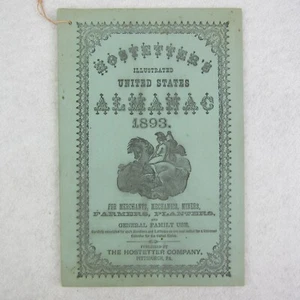 HOSTETTER'S
ILLUSTRATED
UNITED STATES
ALMANAC
1893.
FOR MERCHANTS, MECHANICS, MINERS,
FARMERS, PLANTERS,
AND
GENERAL FAMILY USE.
PUBLISHED BY
THE HOSTETTER COMPANY,
PITTSBURGH, PA.